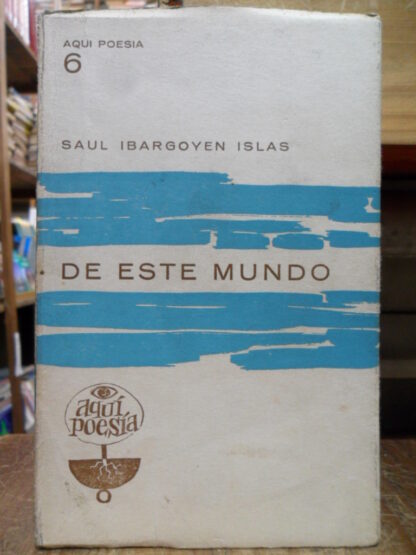 AQUI POESIA
6
SAUL IBARGOYEN ISLAS
DE ESTE MUNDO
aquí
poesía